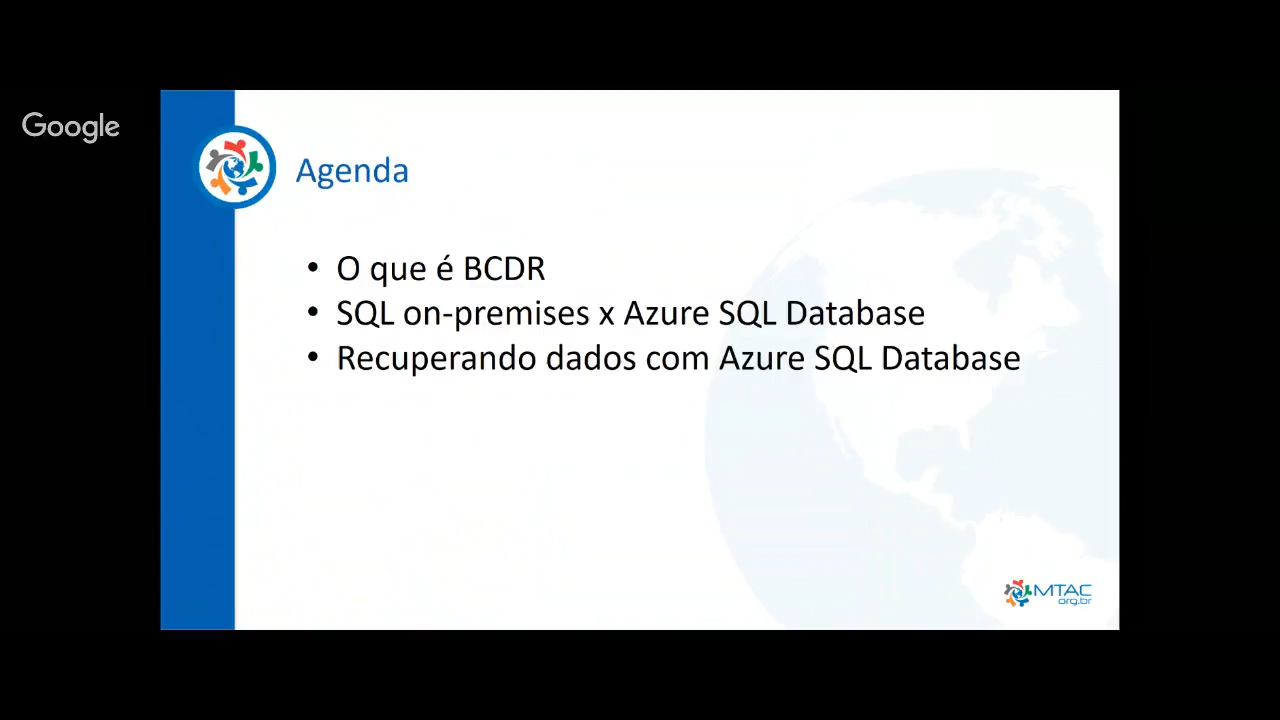 Google
Agenda
• O que é BCDR
• SQL on-premises x Azure SQL Database
• Recuperando dados com Azure SQL Database
MTAC
org.br